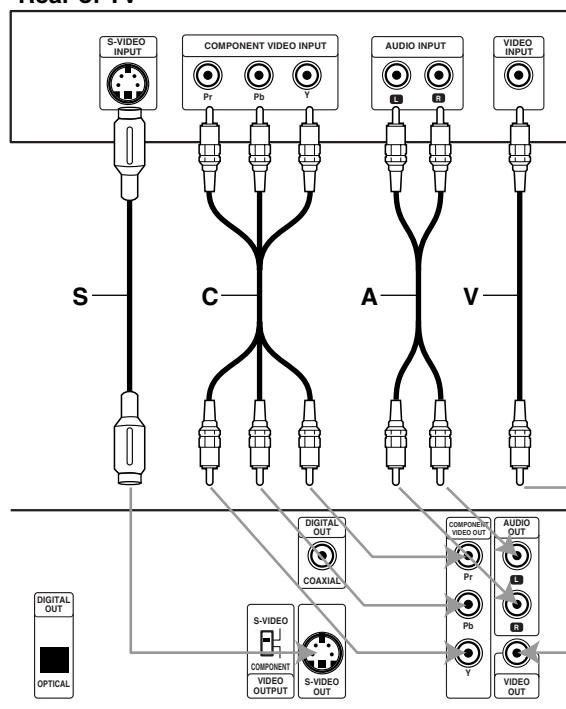 Rear of TV
S-VIDEO
INPUT
COMPONENT VIDEO INPUT
Pr
Pb
Y
AUDIO INPUT
L
R
VIDEO
INPUT
S
C
A
V
DIGITAL
OUT
OPTICAL
DIGITAL
OUT
COAXIAL
S-VIDEO
COMPONENT
VIDEO
OUTPUT
S-VIDEO
OUT
COMPONENT
VIDEO OUT
Pr
Pb
Y
AUDIO
OUT
L
R
VIDEO
OUT